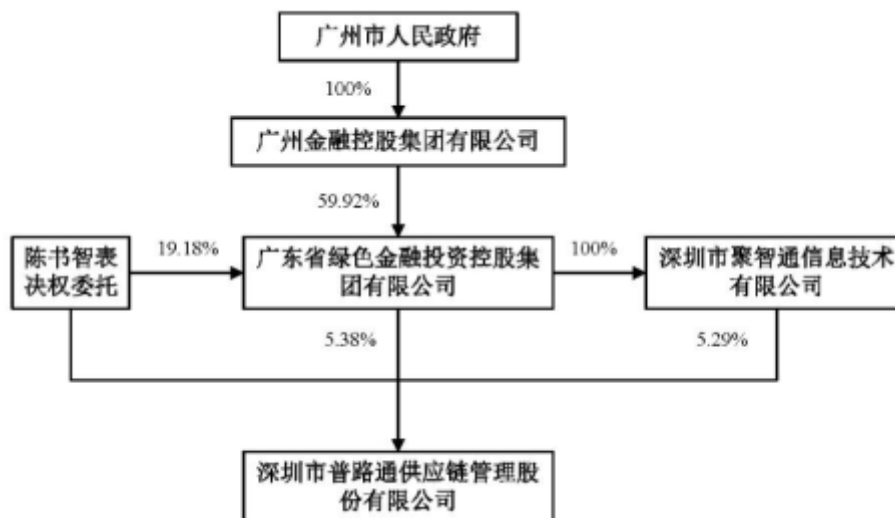 广州市人民政府
100%
广州金融控股集团有限公司
59.92%
陈书智表
决权委托
19.18%
广东省绿色金融投资控股集
团有限公司
100%
深圳市聚智通信息技术
有限公司
5.38%
5.29%
深圳市普路通供应链管理股
份有限公司